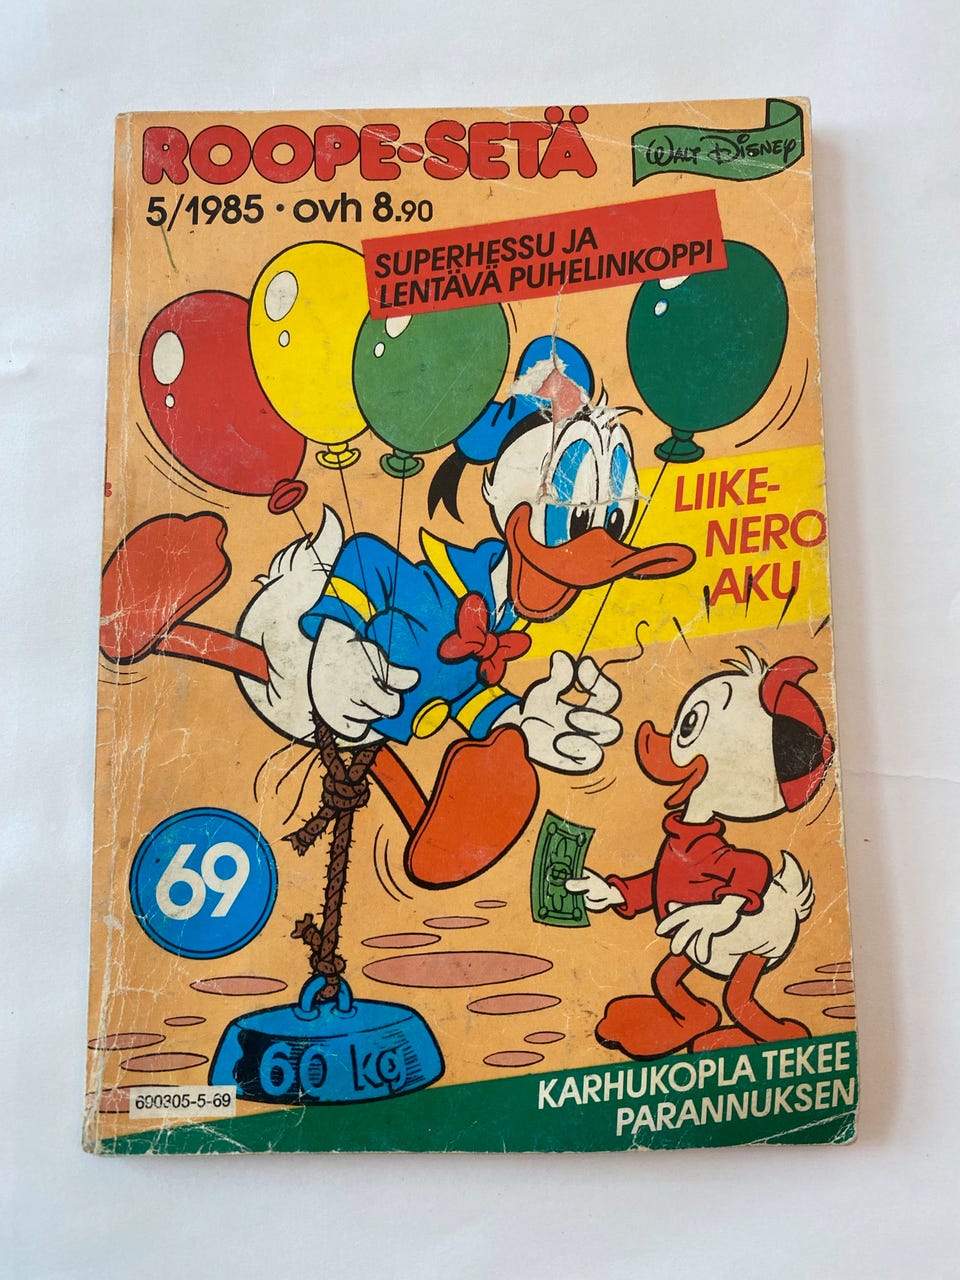 ROOPE-SETÄ
WALT DISNEY
5/1985 • ovh 8.90
SUPERHESSU JA
LENTÄVÄ PUHELINKOPPI
LIIKE-
NERO
AKU
69
60 kg
KARHUKOPLA TEKEE
PARANNUKSEN
690305-5-69